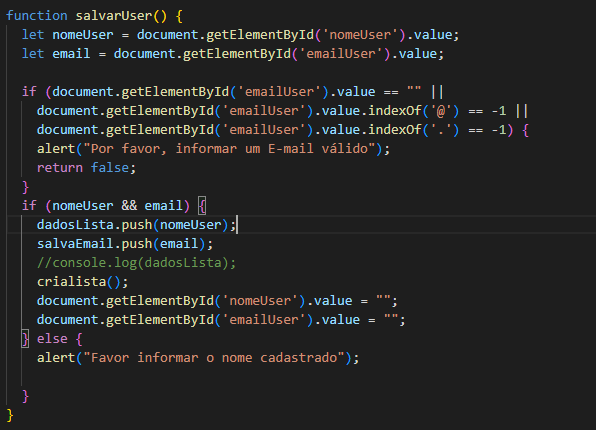 function salvarUser() {
let nomeUser = document.getElementById('nomeUser').value;
let email = document.getElementById('emailUser').value;
if (document.getElementById('emailUser').value == "" ||
document.getElementById('emailUser').value.indexOf('@') == -1 ||
document.getElementById('emailUser').value.indexOf('.') == -1) {
alert("Por favor, informar um E-mail válido");
return false;
}
if (nomeUser && email) {
dadosLista.push(nomeUser);
salvaEmail.push(email);
//console.log(dadosLista);
crialista();
document.getElementById('nomeUser').value = "";
document.getElementById('emailUser').value = "";
} else {
alert("Favor informar o nome cadastrado");
}
}